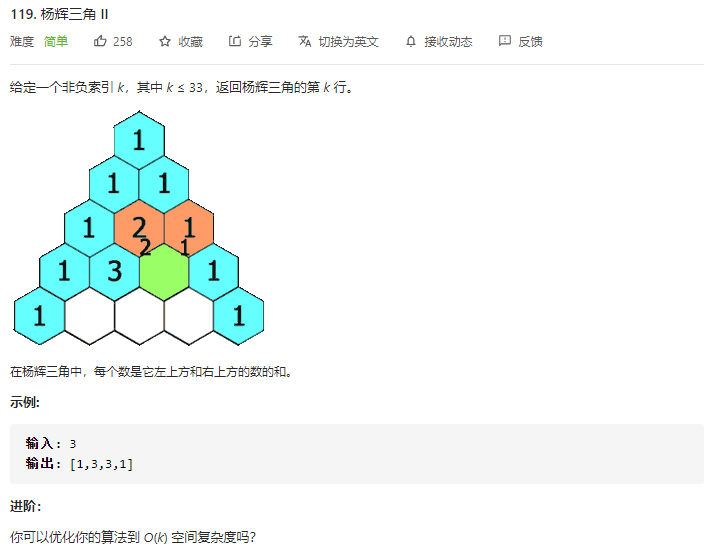 119. 杨辉三角 II
难度 简单 258 收藏 分享 切换为英文 接收动态 反馈
给定一个非负索引 k，其中 k ≤ 33，返回杨辉三角的第 k 行。
1
1 1
1 2 1
2 1
1 3 1
1 1
在杨辉三角中，每个数是它左上方和右上方的数的和。
示例:
输入: 3
输出: [1,3,3,1]
进阶：
你可以优化你的算法到 O(k) 空间复杂度吗？